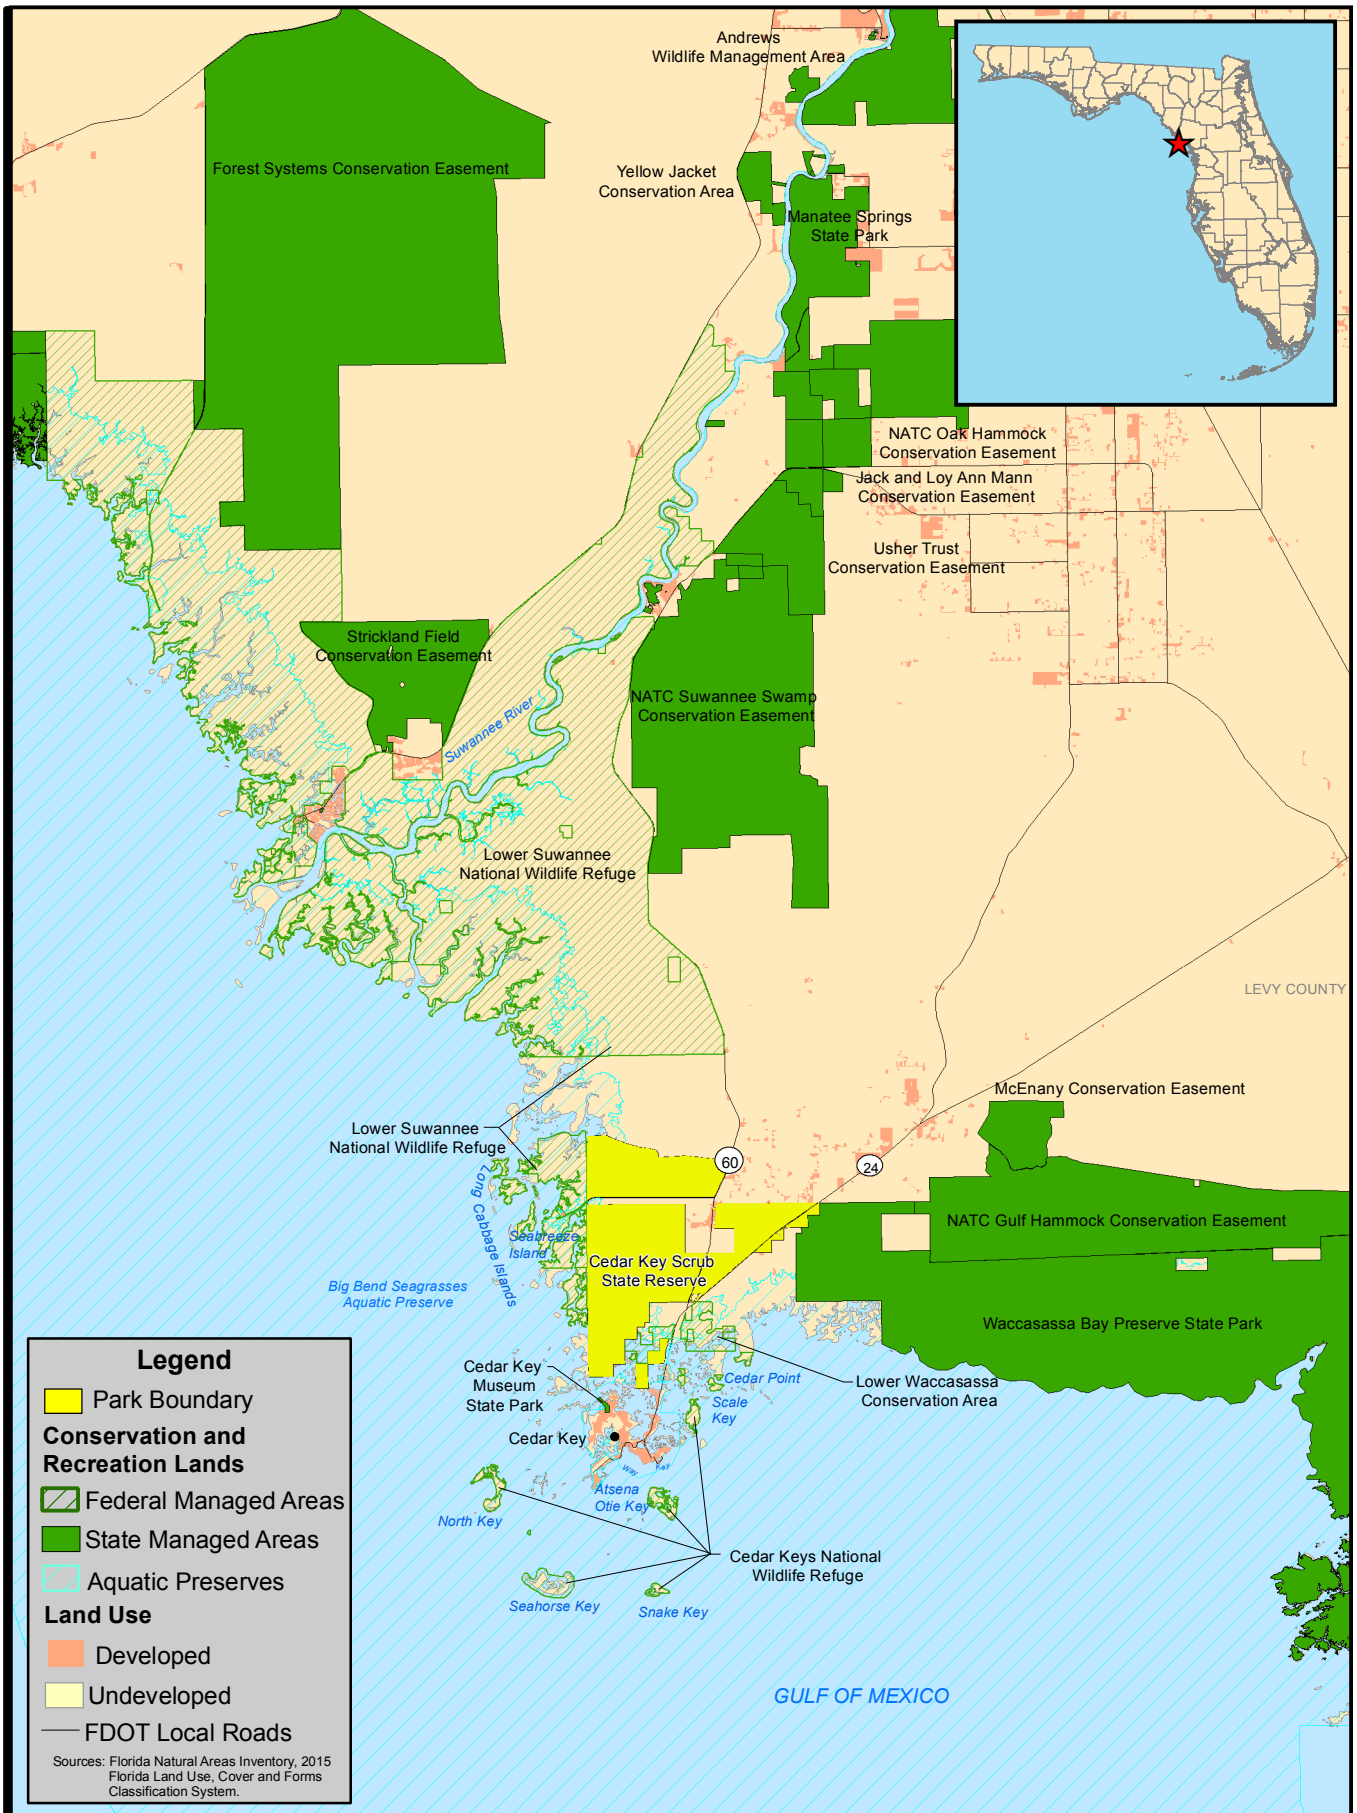 Andrews
Wildlife Management Area
Forest Systems Conservation Easement
Yellow Jacket
Conservation Area
Manatee Springs
State Park
NATC Oak Hammock
Conservation Easement
Jack and Loy Ann Mann
Conservation Easement
Usher Trust
Conservation Easement
Strickland Field
Conservation Easement
NATC Suwannee Swamp
Conservation Easement
Suwannee River
Lower Suwannee
National Wildlife Refuge
LEVY COUNTY
McEnany Conservation Easement
Lower Suwannee
National Wildlife Refuge
60
24
Long Cabbage Islands
Seabreeze
Island
NATC Gulf Hammock Conservation Easement
Cedar Key Scrub
State Reserve
Big Bend Seagrasses
Aquatic Preserve
Waccasassa Bay Preserve State Park
Cedar Key
Museum
State Park
Cedar Point
Lower Waccasassa
Conservation Area
Scale
Key
Cedar Key
Way Key
Atsena
Otie Key
North Key
Cedar Keys National
Wildlife Refuge
Seahorse Key
Snake Key
GULF OF MEXICO
Legend
Park Boundary
Conservation and
Recreation Lands
Federal Managed Areas
State Managed Areas
Aquatic Preserves
Land Use
Developed
Undeveloped
FDOT Local Roads
Sources: Florida Natural Areas Inventory, 2015
Florida Land Use, Cover and Forms
Classification System.